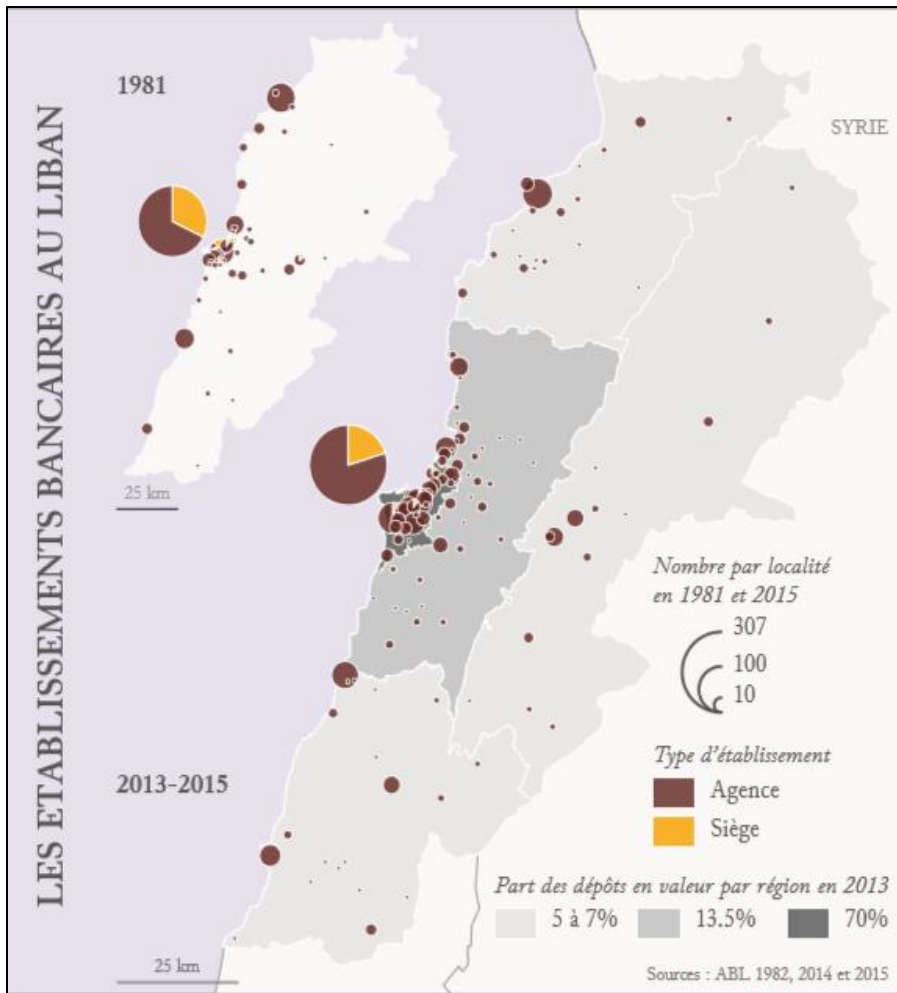 LES ETABLISSEMENTS BANCAIRES AU LIBAN
1981
25 km
SYRIE
2013-2015
25 km
Nombre par localité
en 1981 et 2015
307
100
10
Type d'établissement
Agence
Siège
Part des dépôts en valeur par région en 2013
5 à 7%
13.5%
70%
Sources : ABL 1982, 2014 et 2015